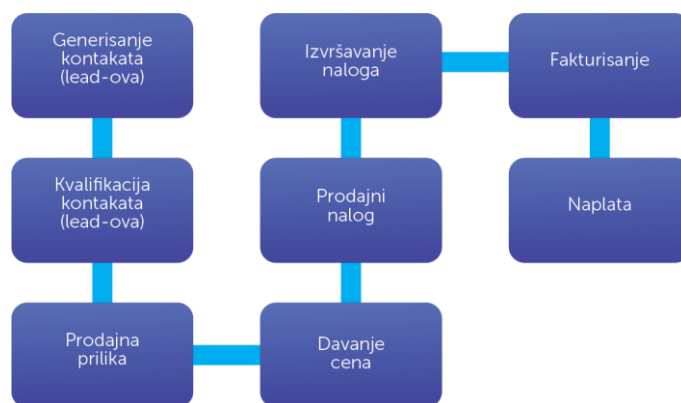 Generisanje
kontakata
(lead-ova)
Kvalifikacija
kontakata
(lead-ova)
Prodajna
prilika
Davanje
cena
Prodajni
nalog
Izvršavanje
naloga
Fakturisanje
Naplata